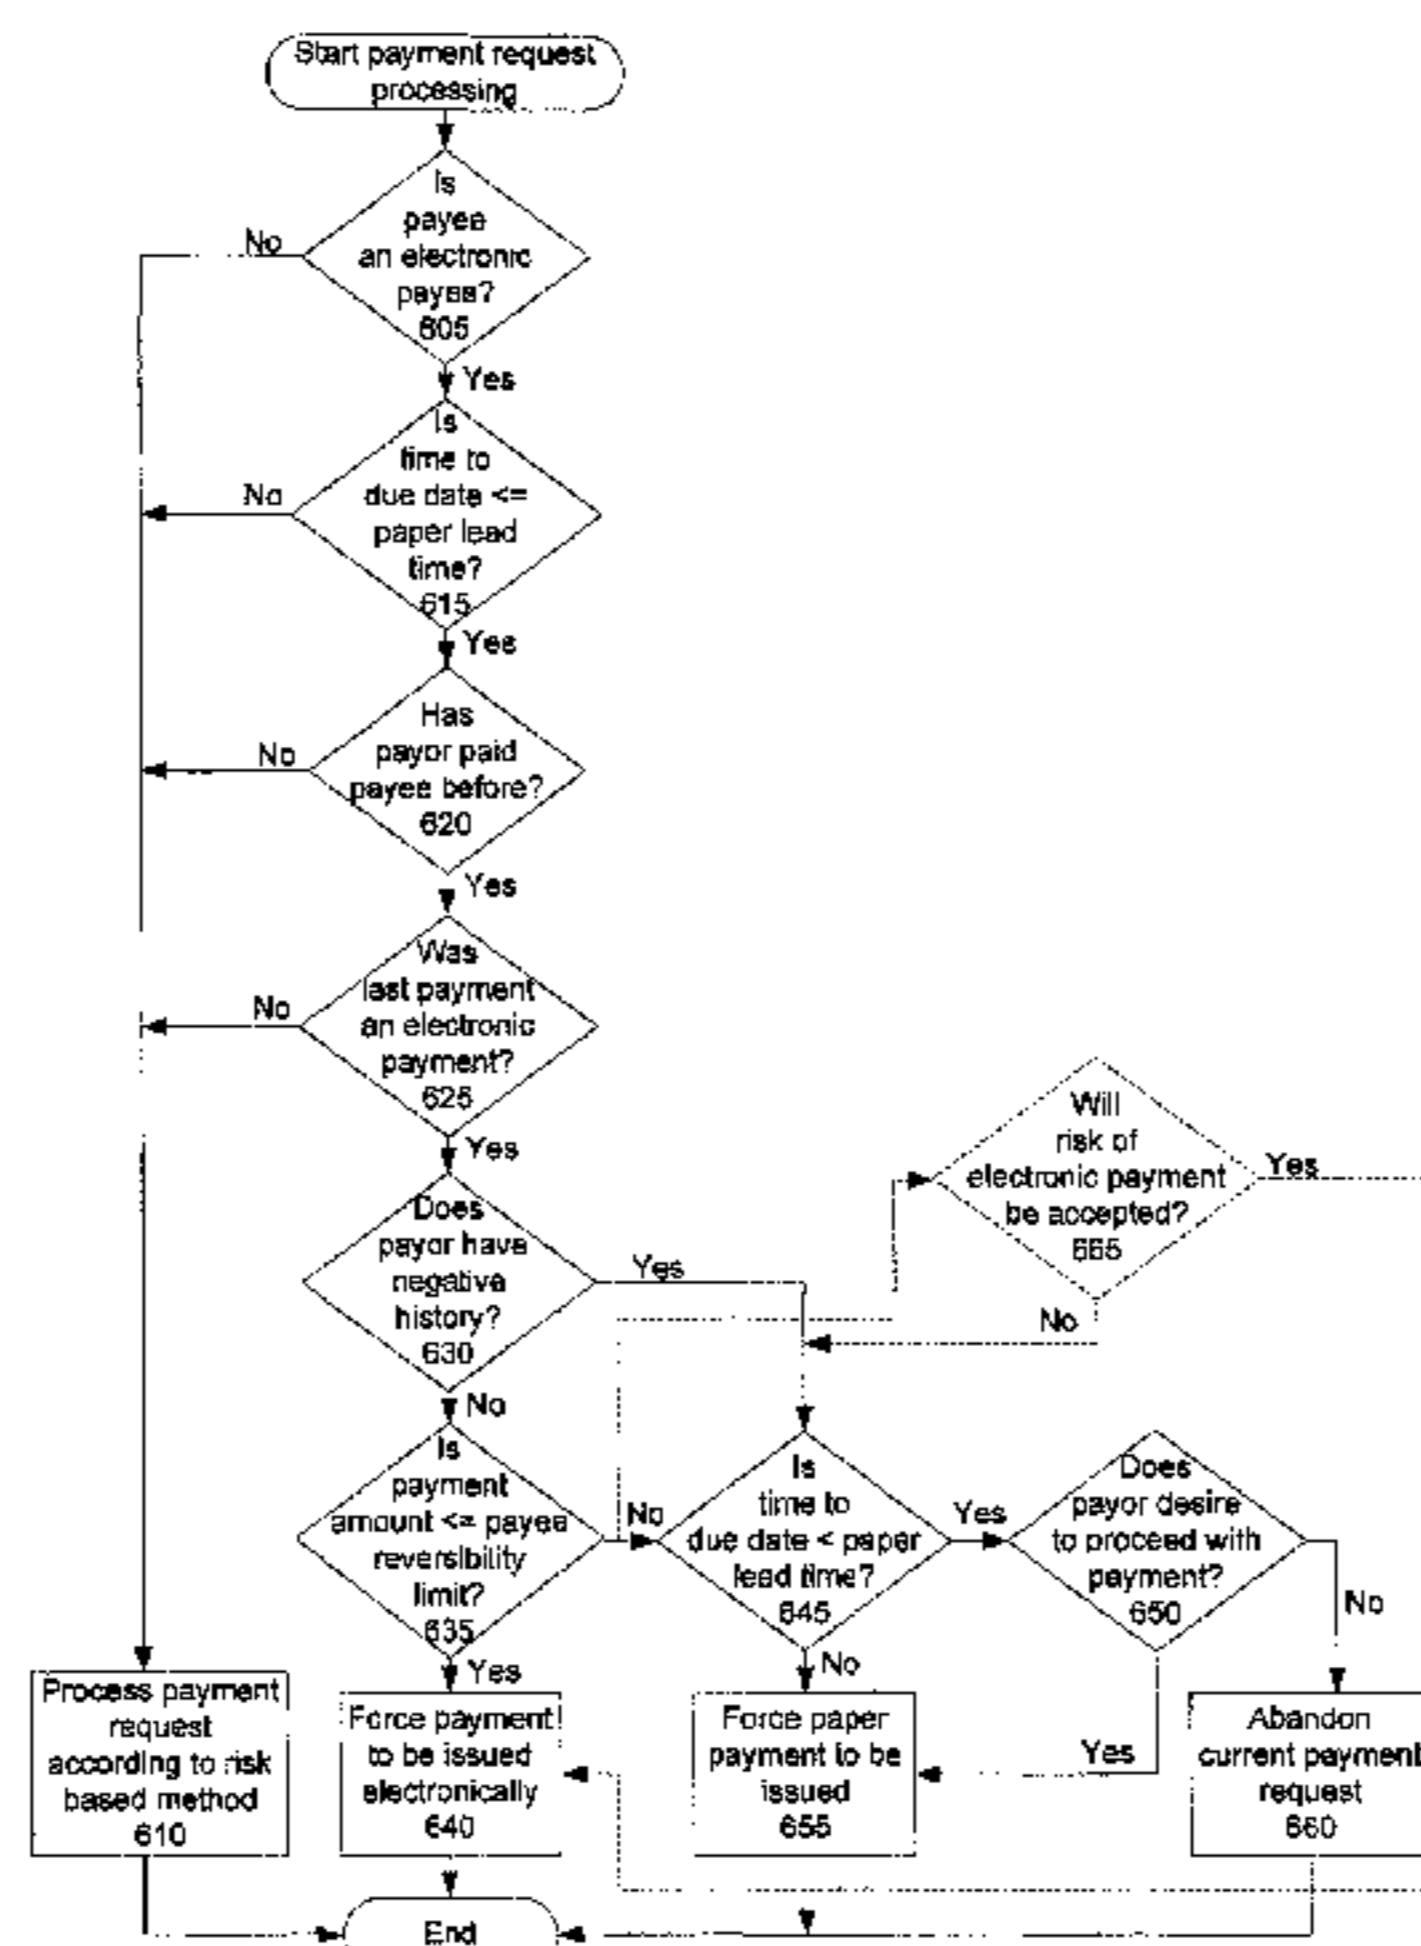 Start payment request
processing
Is
payee
an electronic
payee?
605
No
Yes
Is
time to
due date <=
paper lead
time?
615
No
Yes
Has
payor paid
payee before?
620
No
Yes
Was
last payment
an electronic
payment?
625
No
Yes
Will
risk of
electronic payment
be accepted?
665
Yes
No
Does
payor have
negative
history?
630
Yes
No
Is
payment
amount <= payee
reversibility
limit?
635
No
Yes
Is
time to
due date < paper
lead time?
645
Yes
No
Does
payor desire
to proceed with
payment?
650
No
Yes
Process payment
request
according to risk
based method
610
Force payment
to be issued
electronically
640
Force paper
payment to be
issued
655
Abandon
current payment
request
660
End